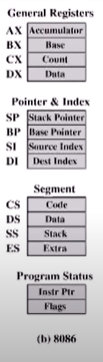 General Registers
AX Accumulator
BX Base
CX Count
DX Data
Pointer & Index
SP Stack Pointer
BP Base Pointer
SI Source Index
DI Dest Index
Segment
CS Code
DS Data
SS Stack
ES Extra
Program Status
Instr Ptr
Flags
(b) 8086